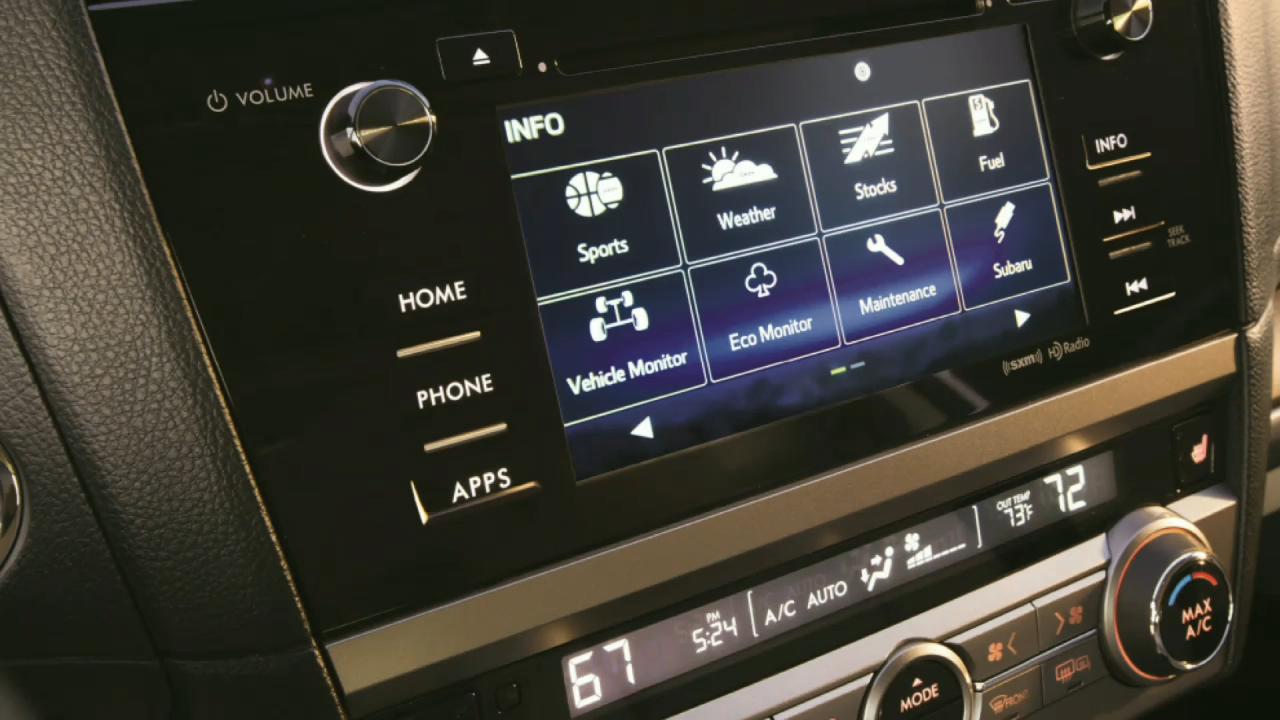 VOLUME
INFO
Sports
Weather
Stocks
Fuel
Vehicle Monitor
Eco Monitor
Maintenance
Subaru
HOME
PHONE
APPS
INFO
SEEK
TRACK
((SXM)) HD Radio
67
PM
5:24
A/C AUTO
OUT TEMP
73°F
72
MODE
FRONT
MAX
A/C